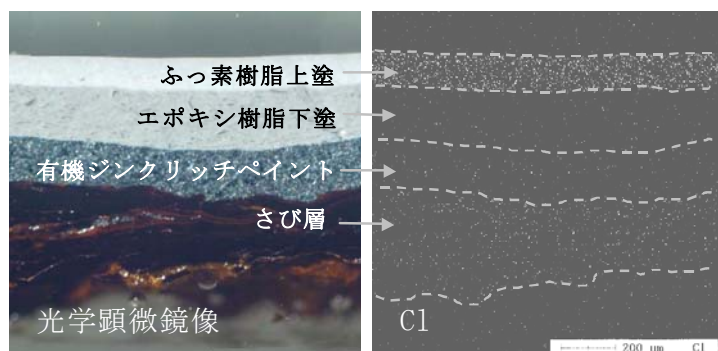 ふっ素樹脂上塗
エポキシ樹脂下塗
有機ジンクリッチペイント
さび層
光学顕微鏡像
Cl
200 μm Cl